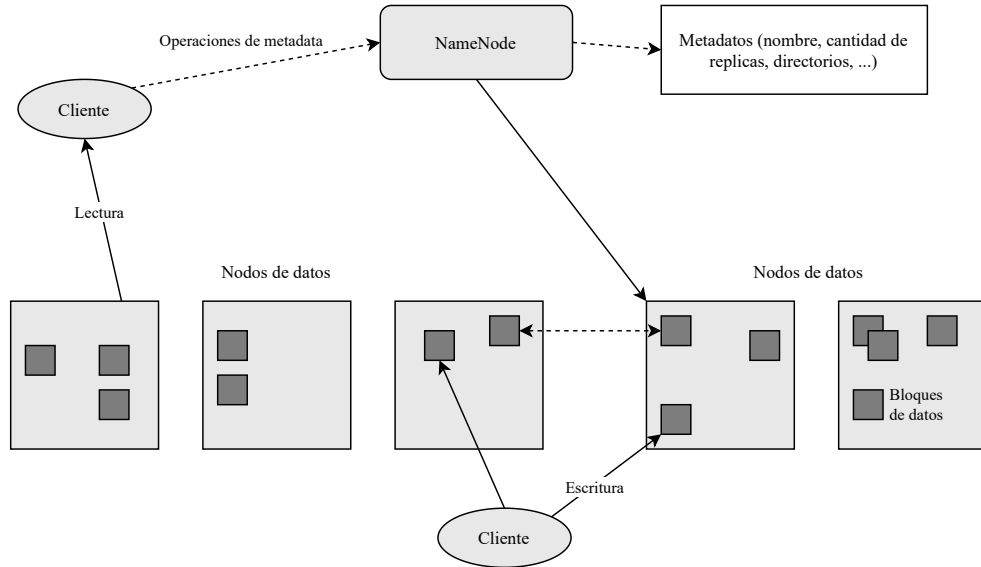 Operaciones de metadata
NameNode
Metadatos (nombre, cantidad de
replicas, directorios, ...)
Cliente
Lectura
Nodos de datos
Nodos de datos
Bloques
de datos
Escritura
Cliente